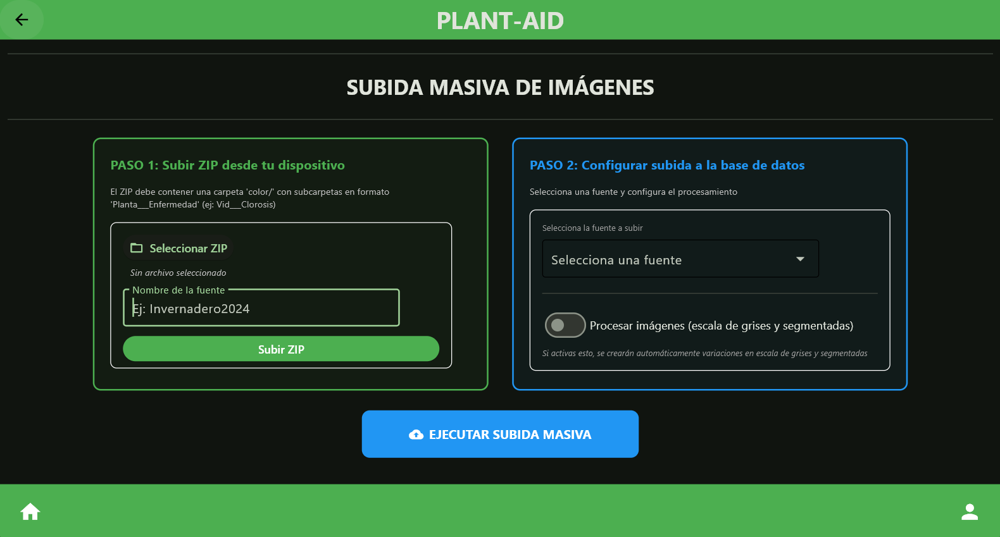 PLANT-AID
SUBIDA MASIVA DE IMÁGENES
PASO 1: Subir ZIP desde tu dispositivo
El ZIP debe contener una carpeta 'color/' con subcarpetas en formato
'Planta___Enfermedad' (ej: Vid___Clorosis)
Seleccionar ZIP
Sin archivo seleccionado
Nombre de la fuente
Ej: Invernadero2024
Subir ZIP
PASO 2: Configurar subida a la base de datos
Selecciona una fuente y configura el procesamiento
Selecciona la fuente a subir
Selecciona una fuente
Procesar imágenes (escala de grises y segmentadas)
Si activas esto, se crearán automáticamente variaciones en escala de grises y segmentadas
EJECUTAR SUBIDA MASIVA